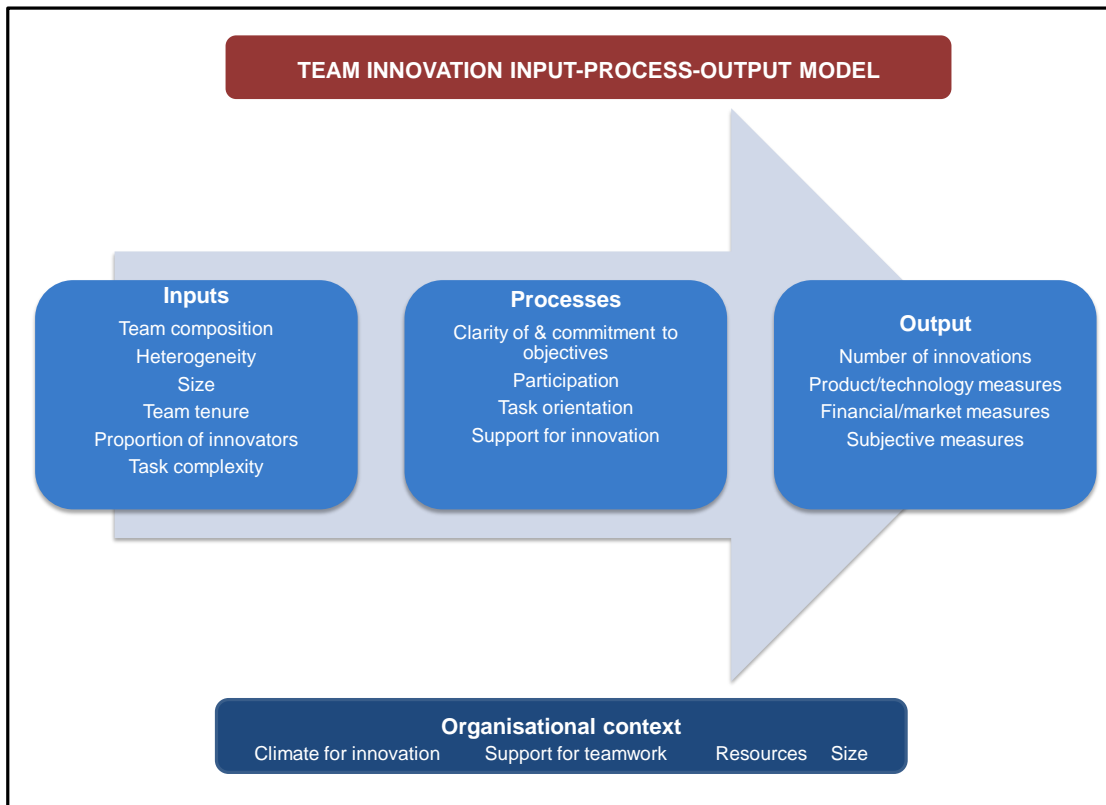 TEAM INNOVATION INPUT-PROCESS-OUTPUT MODEL
Inputs
Team composition
Heterogeneity
Size
Team tenure
Proportion of innovators
Task complexity
Processes
Clarity of & commitment to
objectives
Participation
Task orientation
Support for innovation
Output
Number of innovations
Product/technology measures
Financial/market measures
Subjective measures
Organisational context
Climate for innovation Support for teamwork Resources Size